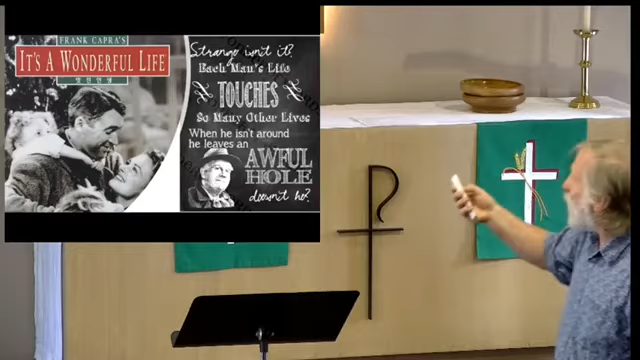 FRANK CAPRA'S
IT'S A WONDERFUL LIFE
Strange isn't it?
Each Man's Life
TOUCHES
So Many Other Lives
When he isn't around
he leaves an
AWFUL
HOLE
doesn't he?